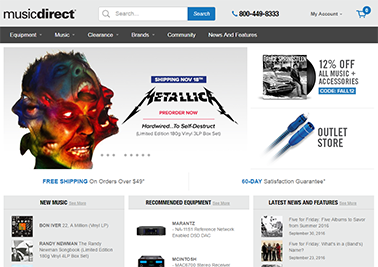 musicdirect
Search...
Search
800-449-8333
My Account
0
Equipment
Music
Clearance
Brands
Community
News And Features
SHIPPING NOV 18TH
METALLICA
PREORDER NOW
Hardwired...To Self-Destruct
(Limited Edition 180g Vinyl 3LP Box Set)
BRUCE SPRINGSTEEN
12% OFF
ALL MUSIC +
ACCESSORIES
CODE: FALL12
OUTLET
STORE
FREE SHIPPING On Orders Over $49*
60-DAY Satisfaction Guarantee*
NEW MUSIC See More
BON IVER 22, A Million (Vinyl LP)
RANDY NEWMAN The Randy
Newman Songbook (Limited Edition
180g Vinyl 4LP Box Set)
RECOMMENDED EQUIPMENT See More
MARANTZ
- NA-11S1 Reference Network
Enabled DSD DAC
MCINTOSH
- MAC6700 Stereo Receiver
LATEST NEWS AND FEATURES See More
Five for Friday: Five Albums to Savor
from Summer 2016
September 30, 2016
Five for Friday: What's in a (Band's)
Name?
September 23, 2016